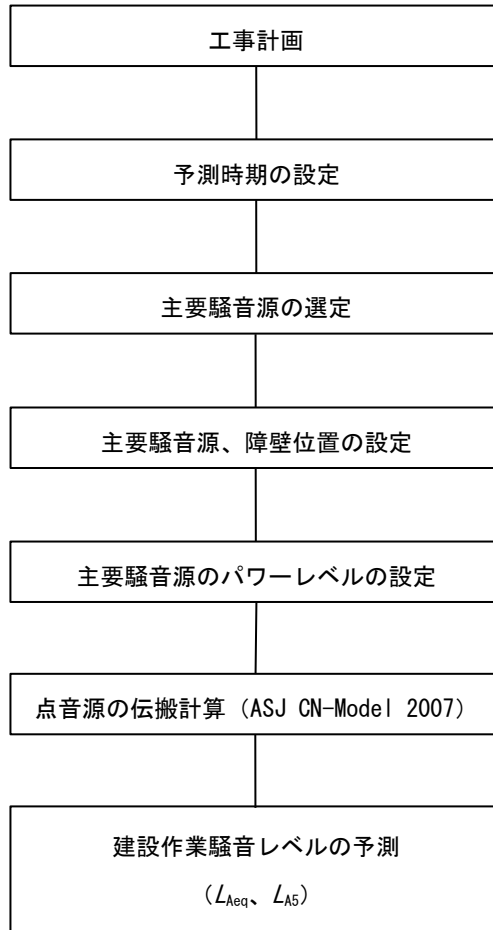 工事計画
予測時期の設定
主要騒音源の選定
主要騒音源、障壁位置の設定
主要騒音源のパワーレベルの設定
点音源の伝搬計算（ASJ CN-Model 2007）
建設作業騒音レベルの予測
（LAeq、LA5）